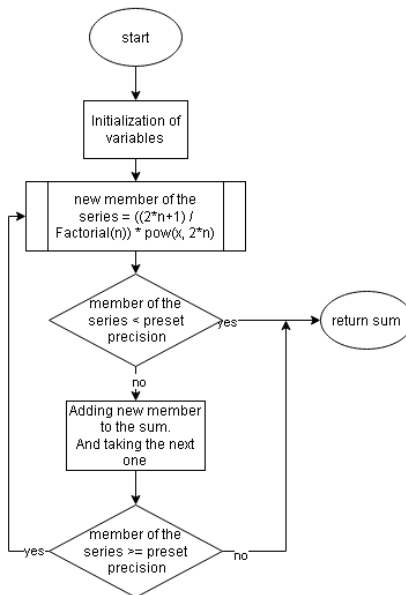 start
Initialization of
variables
new member of the
series = ((2*n+1) /
Factorial(n)) * pow(x, 2*n)
member of the
series < preset
precision
yes
return sum
no
Adding new member
to the sum.
And taking the next
one
member of the
series >= preset
precision
yes
no